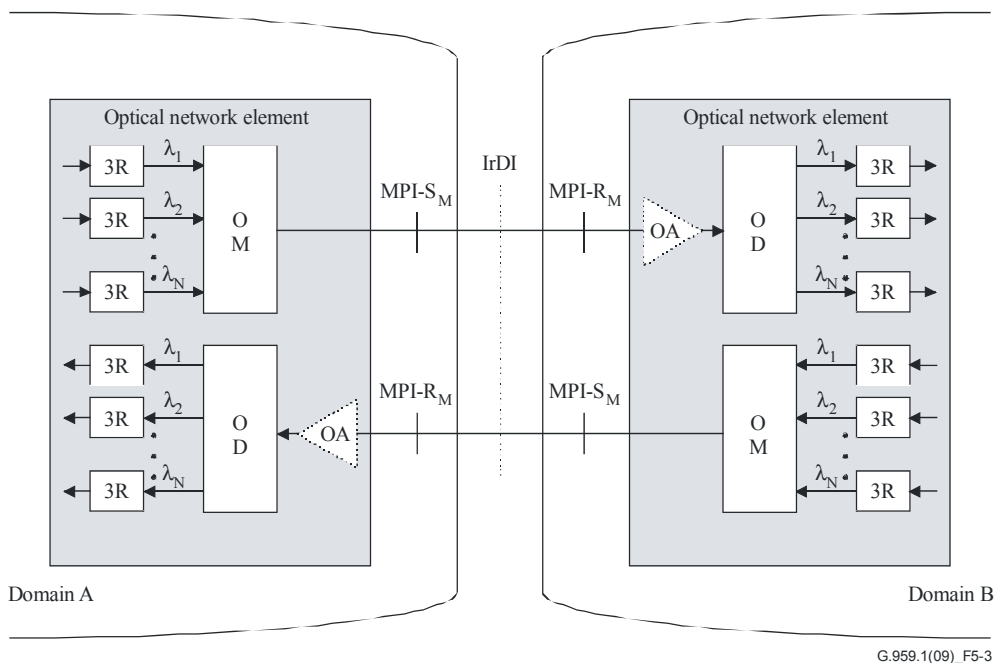 Optical network element
Optical network element
3R λ1
3R λ2
3R λN
O
M
MPI-SM
IrDI
MPI-RM
OA
O
D
λ1 3R
λ2 3R
λN 3R
3R λ1
3R λ2
3R λN
O
D
OA
MPI-RM
MPI-SM
O
M
λ1 3R
λ2 3R
λN 3R
Domain A
Domain B
G.959.1(09)_F5-3